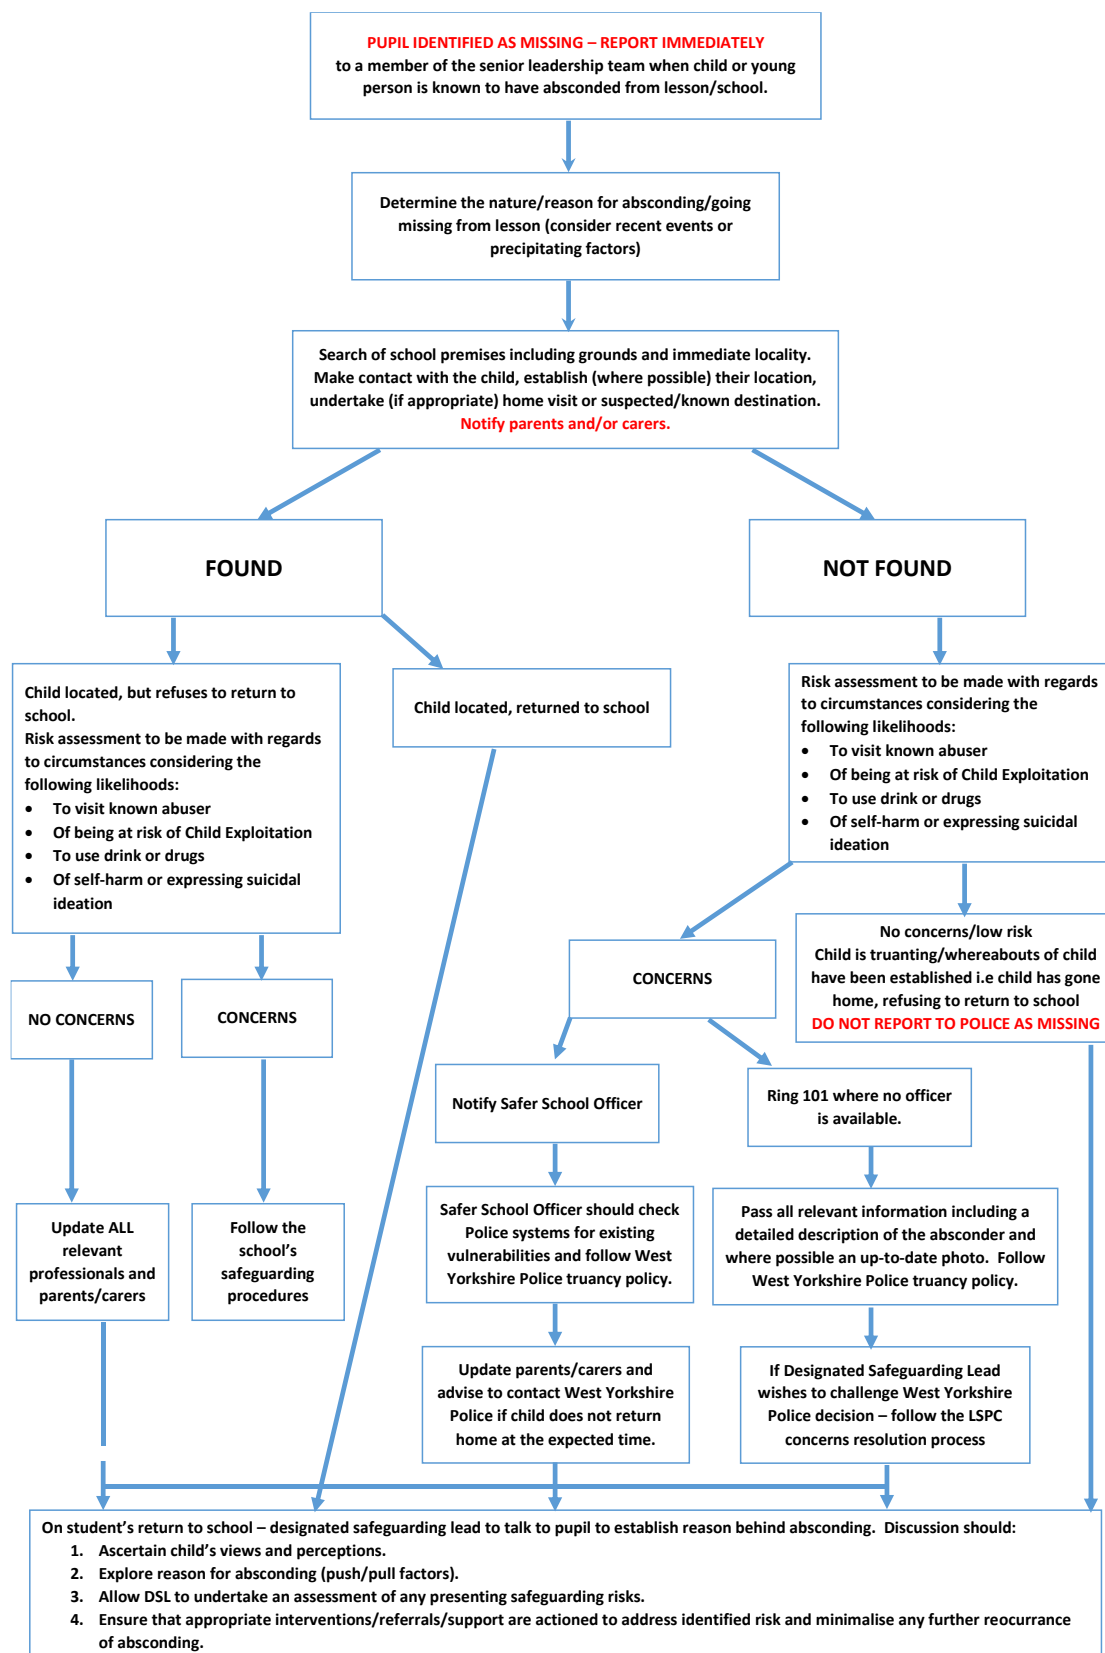 PUPIL IDENTIFIED AS MISSING – REPORT IMMEDIATELY
to a member of the senior leadership team when child or young
person is known to have absconded from lesson/school.
Determine the nature/reason for absconding/going
missing from lesson (consider recent events or
precipitating factors)
Search of school premises including grounds and immediate locality.
Make contact with the child, establish (where possible) their location,
undertake (if appropriate) home visit or suspected/known destination.
Notify parents and/or carers.
FOUND
NOT FOUND
Child located, but refuses to return to
school.
Risk assessment to be made with regards
to circumstances considering the
following likelihoods:
• To visit known abuser
• Of being at risk of Child Exploitation
• To use drink or drugs
• Of self-harm or expressing suicidal
ideation
Child located, returned to school
Risk assessment to be made with regards
to circumstances considering the
following likelihoods:
• To visit known abuser
• Of being at risk of Child Exploitation
• To use drink or drugs
• Of self-harm or expressing suicidal
ideation
NO CONCERNS
CONCERNS
CONCERNS
No concerns/low risk
Child is truanting/whereabouts of child
have been established i.e child has gone
home, refusing to return to school
DO NOT REPORT TO POLICE AS MISSING
Notify Safer School Officer
Ring 101 where no officer
is available.
Update ALL
relevant
professionals and
parents/carers
Follow the
school's
safeguarding
procedures
Safer School Officer should check
Police systems for existing
vulnerabilities and follow West
Yorkshire Police truancy policy.
Pass all relevant information including a
detailed description of the absconder and
where possible an up-to-date photo. Follow
West Yorkshire Police truancy policy.
Update parents/carers and
advise to contact West Yorkshire
Police if child does not return
home at the expected time.
If Designated Safeguarding Lead
wishes to challenge West Yorkshire
Police decision – follow the LSPC
concerns resolution process
On student's return to school – designated safeguarding lead to talk to pupil to establish reason behind absconding. Discussion should:
1. Ascertain child's views and perceptions.
2. Explore reason for absconding (push/pull factors).
3. Allow DSL to undertake an assessment of any presenting safeguarding risks.
4. Ensure that appropriate interventions/referrals/support are actioned to address identified risk and minimalise any further reocurrance
of absconding.